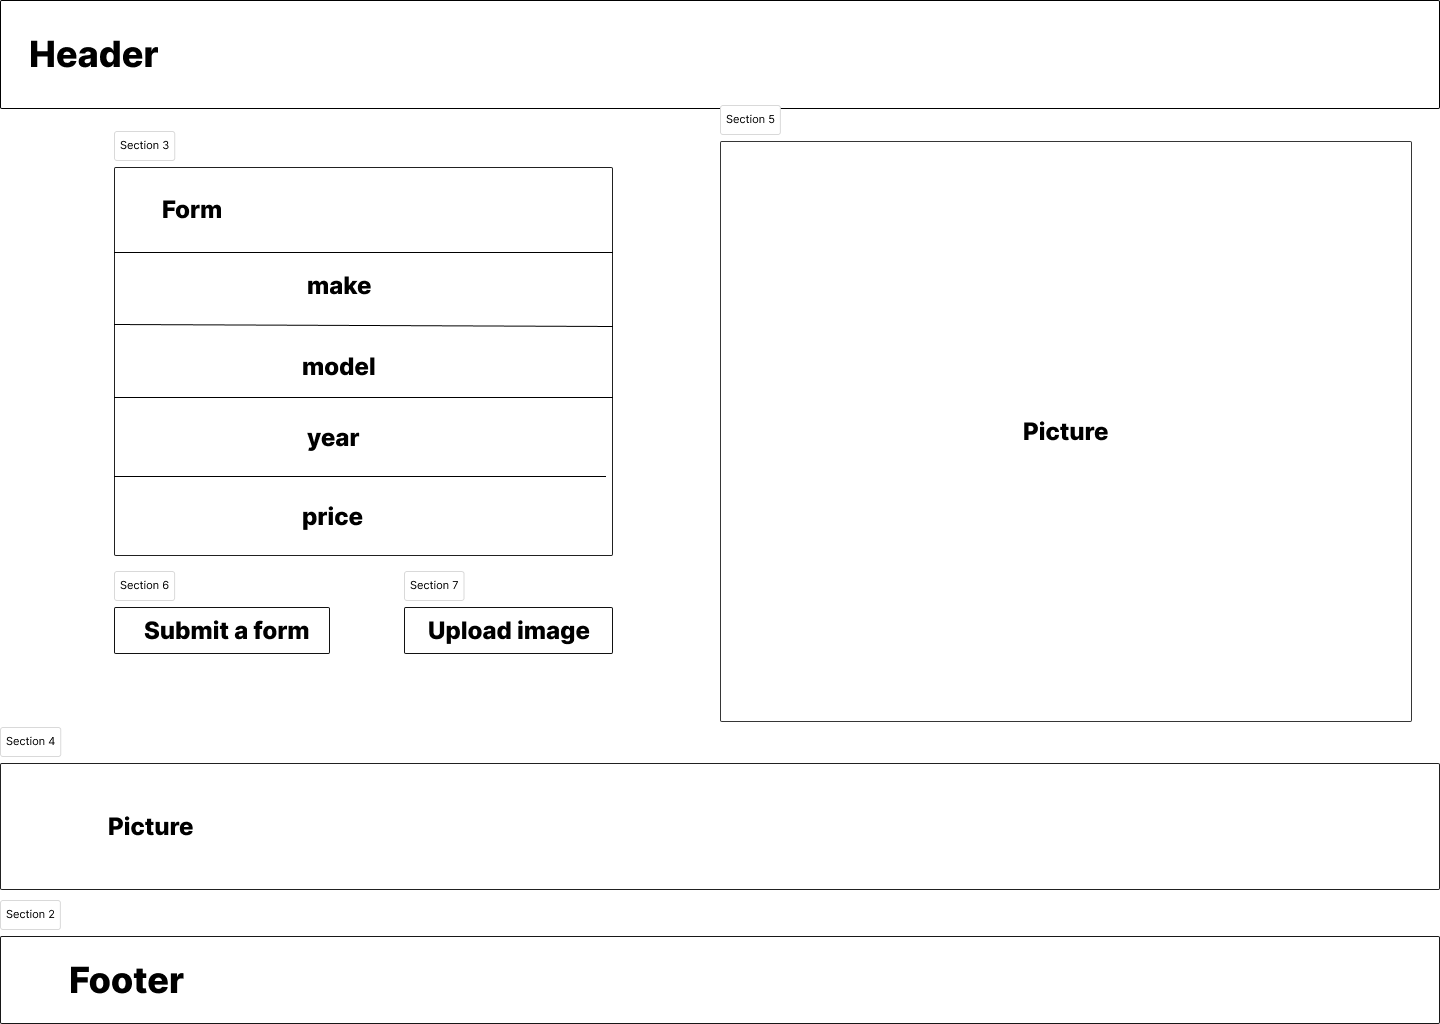 Header
Section 3
Form
make
model
year
price
Section 6
Submit a form
Section 7
Upload image
Section 5
Picture
Section 4
Picture
Section 2
Footer